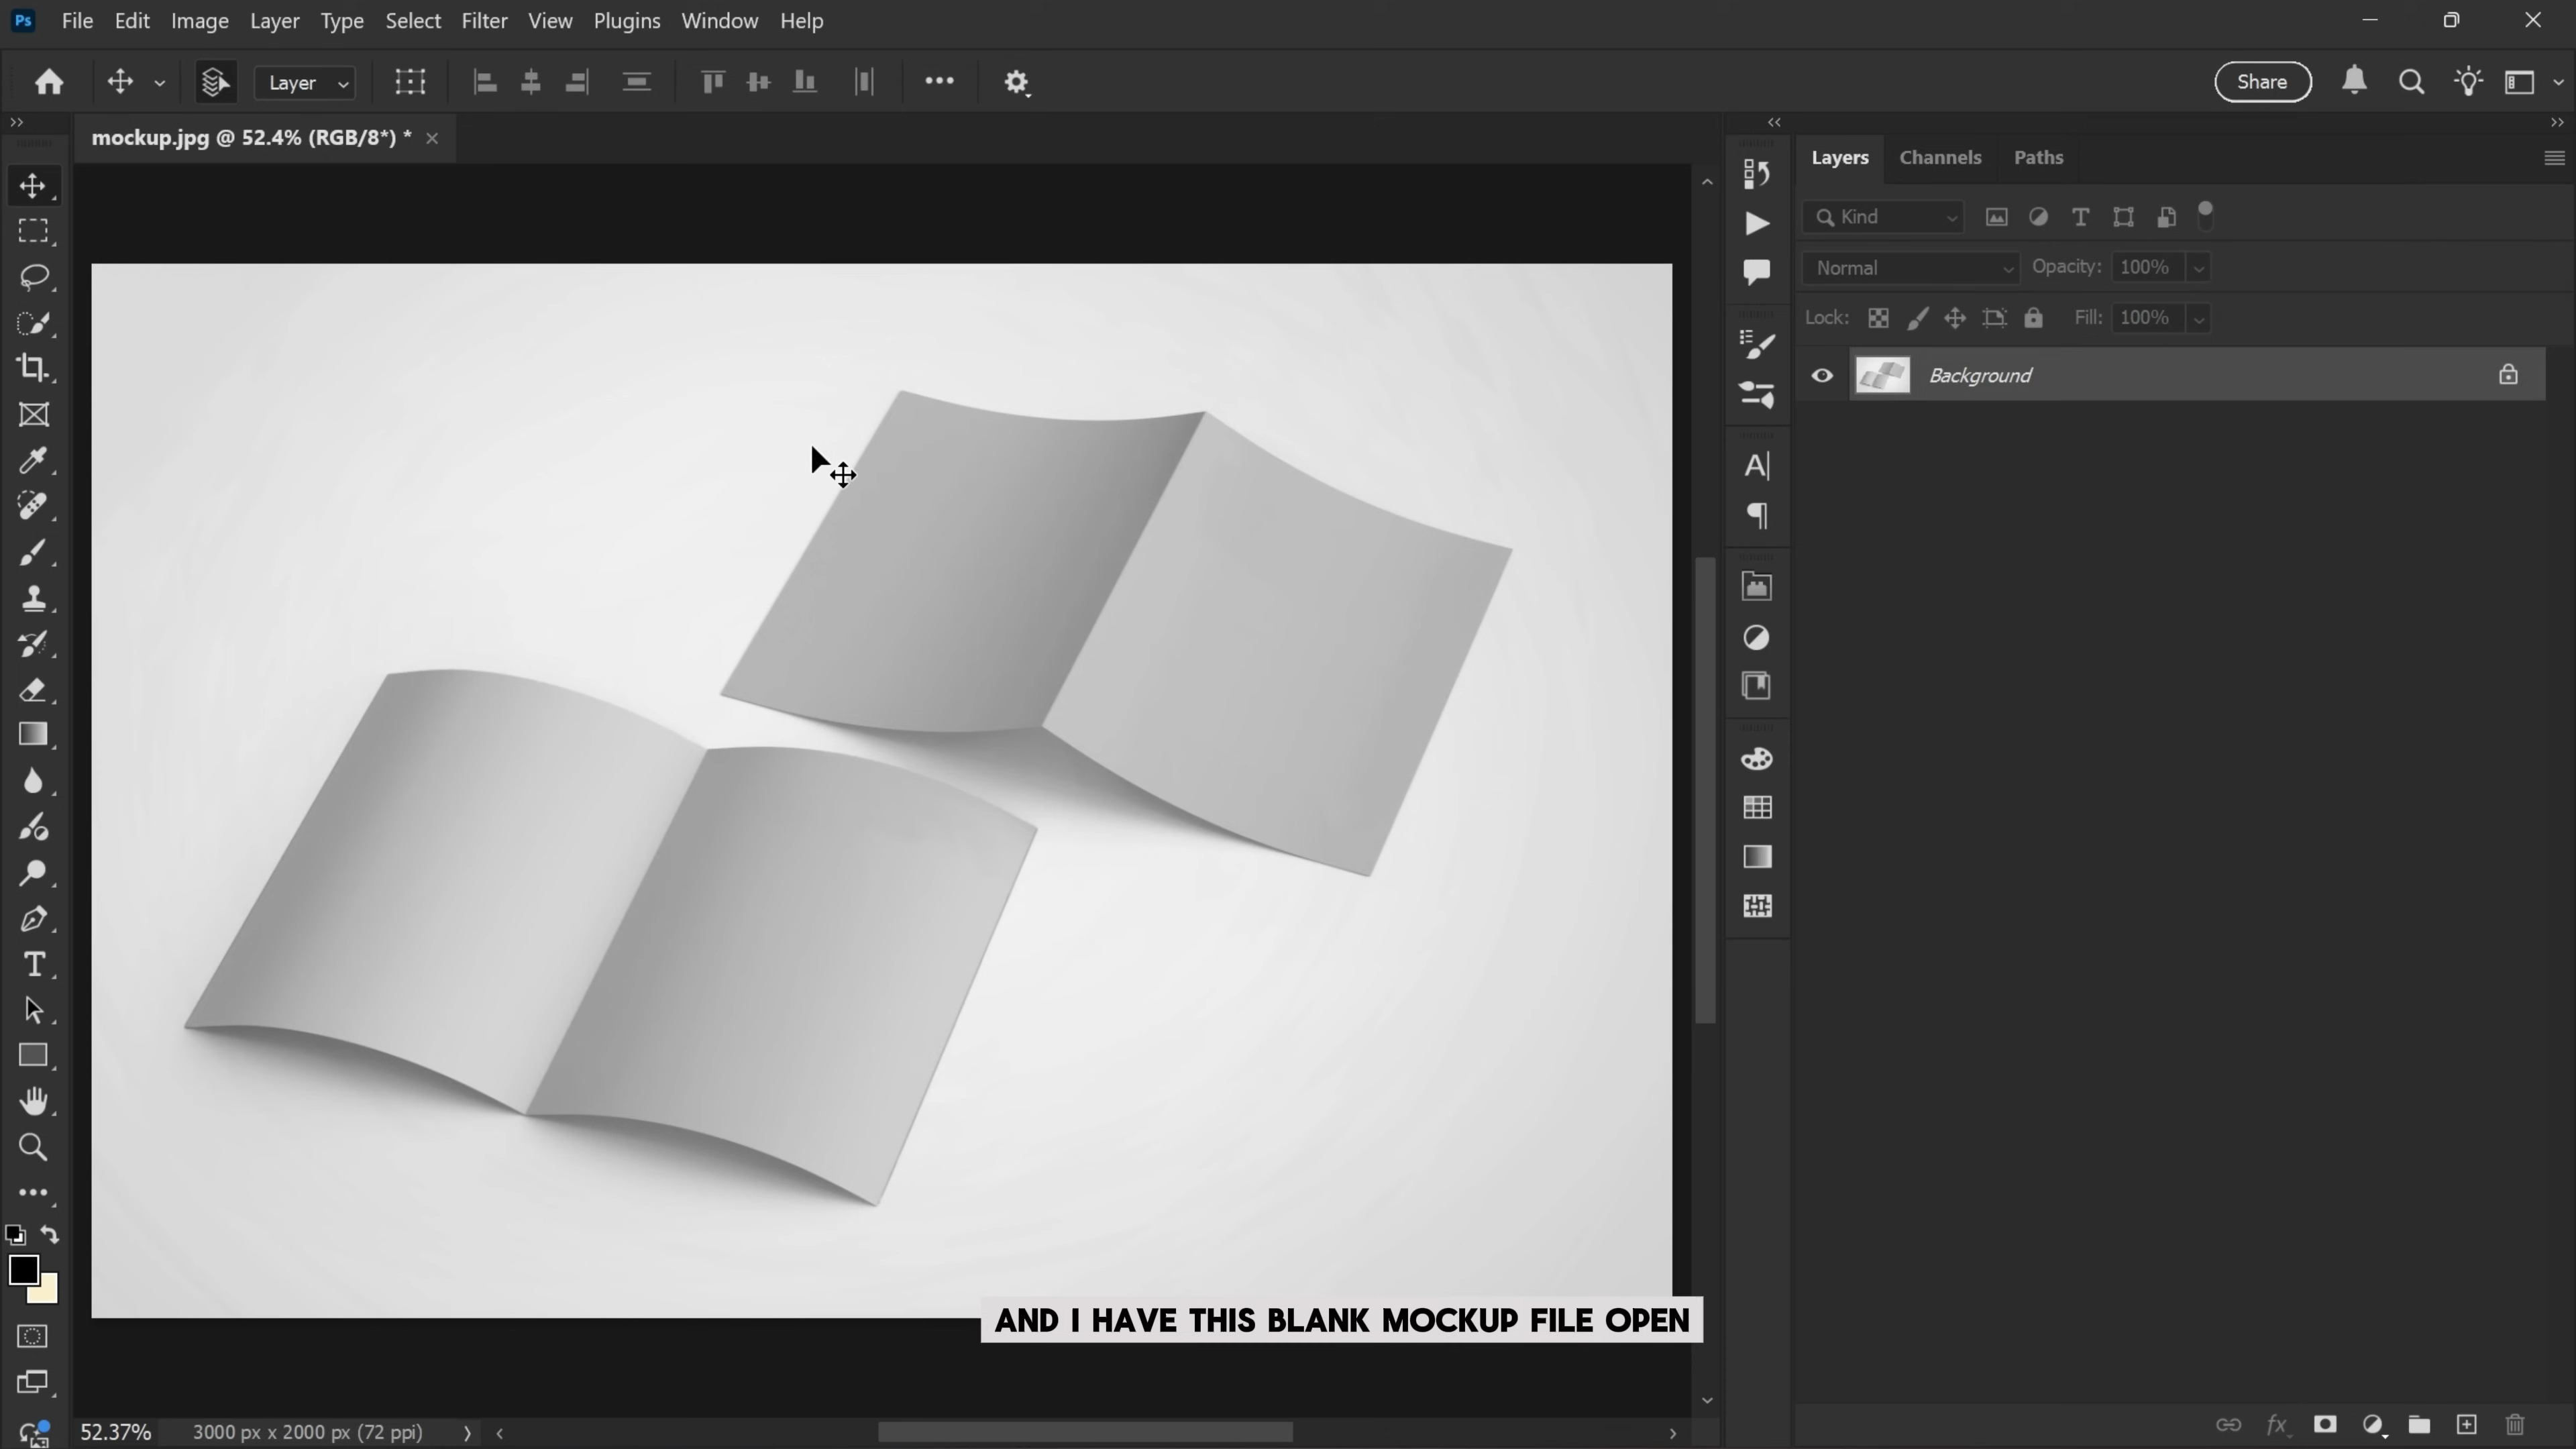 Ps File Edit Image Layer Type Select Filter View Plugins Window Help
Layer
Share
mockup.jpg @ 52.4% (RGB/8*) *
Layers Channels Paths
Kind
Normal Opacity: 100%
Lock: Fill: 100%
Background
AND I HAVE THIS BLANK MOCKUP FILE OPEN
52.37% 3000 px x 2000 px (72 ppi)